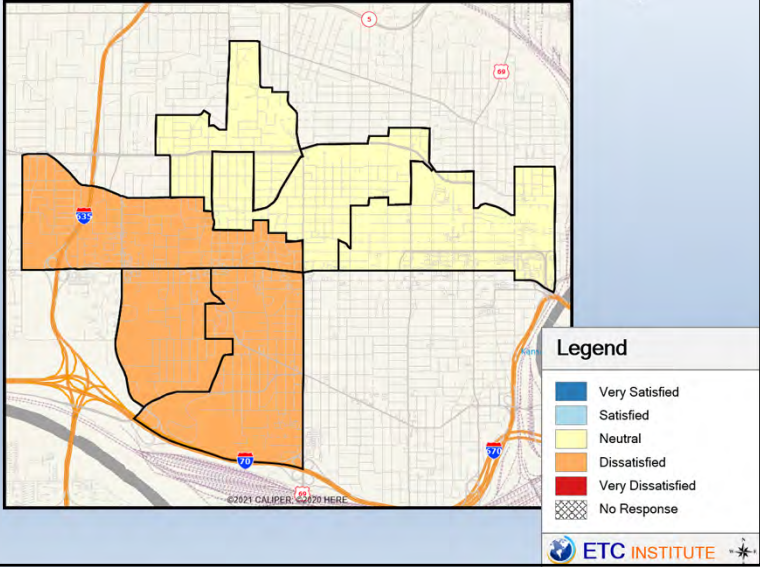 5
69
635
Legend
Very Satisfied
Satisfied
Neutral
Dissatisfied
Very Dissatisfied
No Response
670
70
69
©2021 CALIPER; ©2020 HERE
ETC INSTITUTE